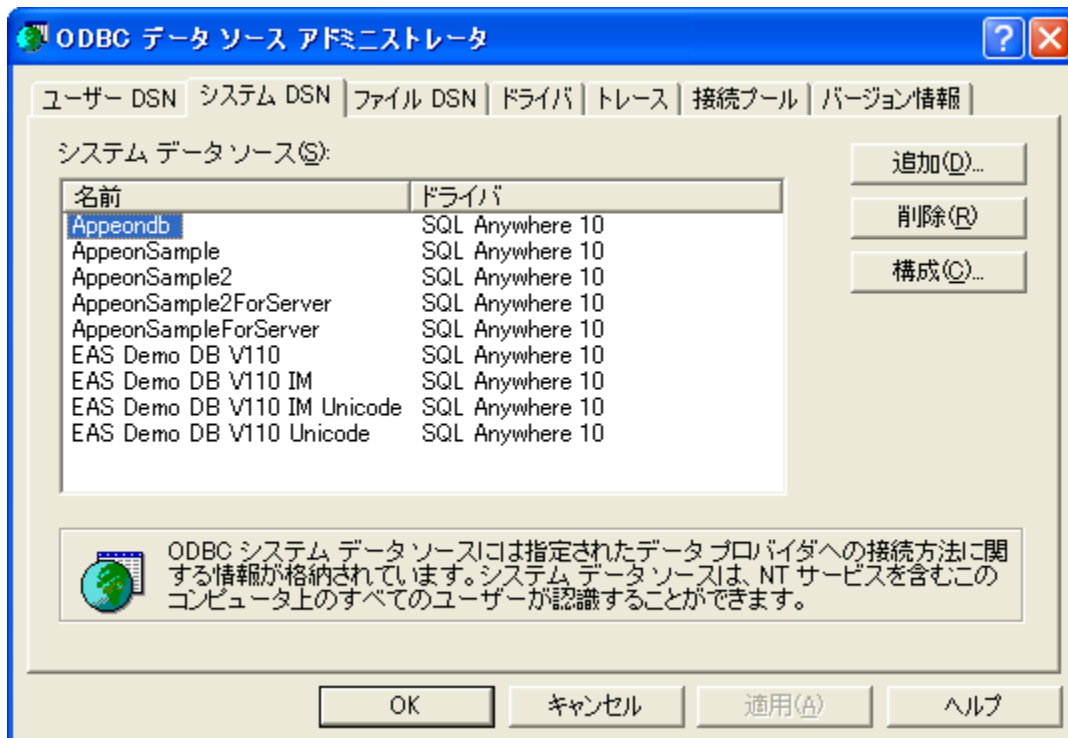 ODBC データ ソース アドミニストレータ
ユーザー DSN システム DSN ファイル DSN ドライバ トレース 接続プール バージョン情報
システム データ ソース(S):
追加(D)...
削除(R)
構成(C)...
名前 ドライバ
Appeondb SQL Anywhere 10
AppeonSample SQL Anywhere 10
AppeonSample2 SQL Anywhere 10
AppeonSample2ForServer SQL Anywhere 10
AppeonSampleForServer SQL Anywhere 10
EAS Demo DB V110 SQL Anywhere 10
EAS Demo DB V110 IM SQL Anywhere 10
EAS Demo DB V110 IM Unicode SQL Anywhere 10
EAS Demo DB V110 Unicode SQL Anywhere 10
ODBC システム データ ソースには指定されたデータ プロバイダへの接続方法に関
する情報が格納されています。システム データ ソースは、NT サービスを含むこの
コンピュータ上のすべてのユーザーが認識することができます。
OK キャンセル 適用(A) ヘルプ